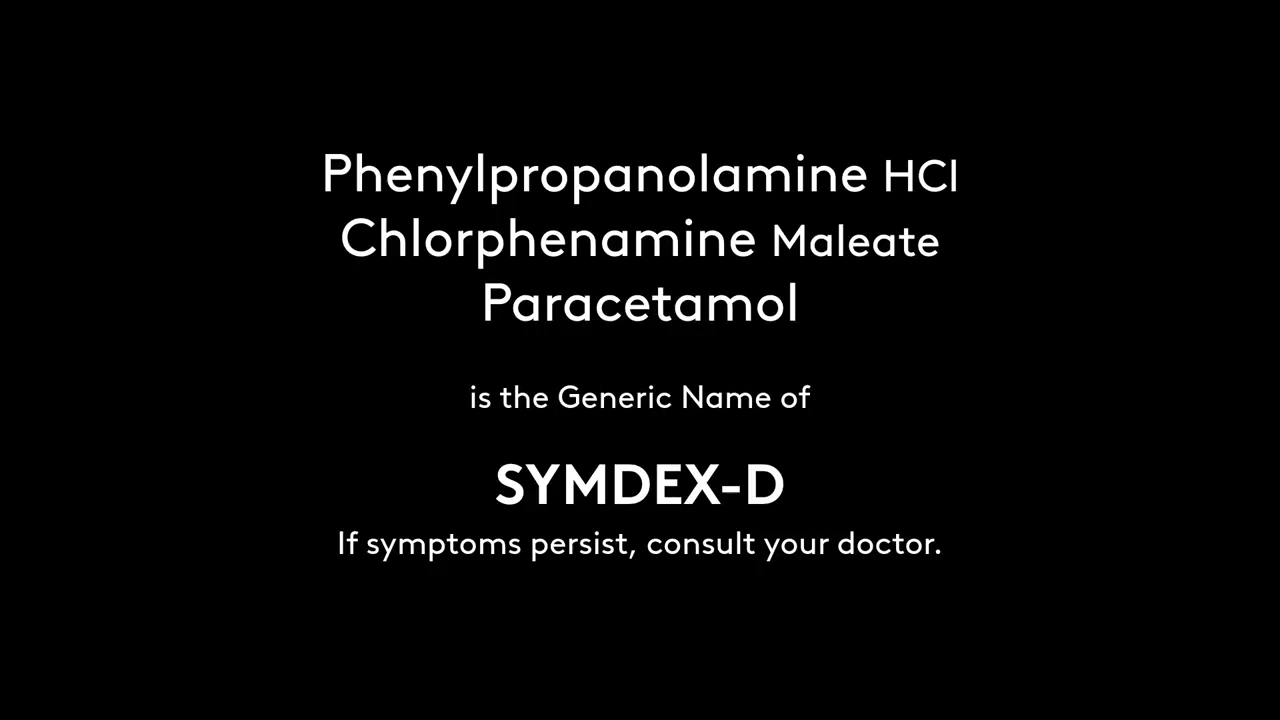 Phenylpropanolamine HCl
Chlorphenamine Maleate
Paracetamol
is the Generic Name of
SYMDEX-D
If symptoms persist, consult your doctor.